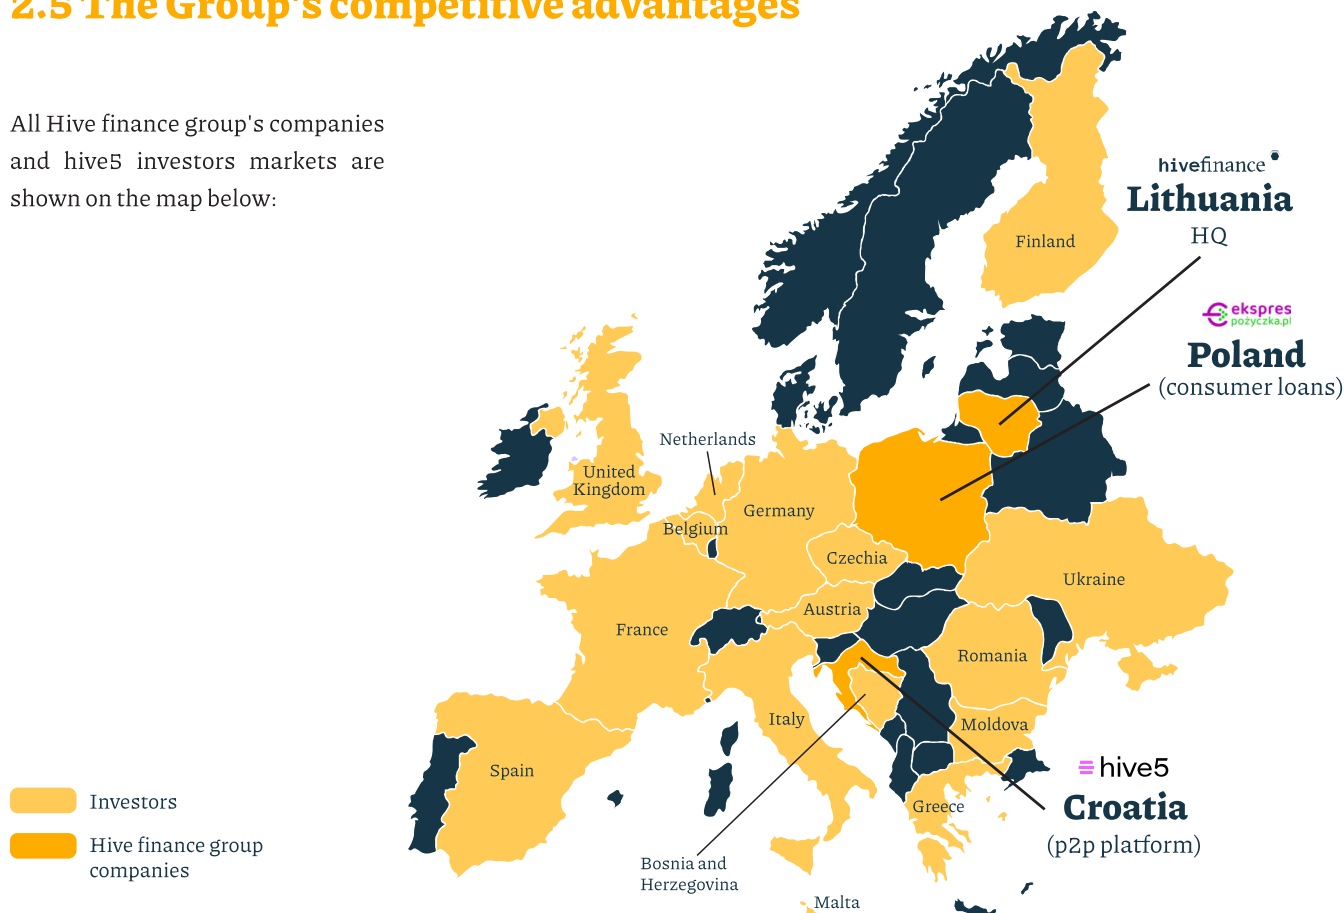 2.5 The Group's competitive advantages
All Hive finance group's companies
and hive5 investors markets are
shown on the map below:
hivefinance
Lithuania
HQ
Finland
ekspres
pożyczka.pl
Poland
(consumer loans)
Netherlands
United
Kingdom
Germany
Belgium
Czechia
Ukraine
Austria
France
Romania
Italy
Moldova
Spain
hive5
Croatia
(p2p platform)
Greece
Investors
Hive finance group
companies
Bosnia and
Herzegovina
Malta